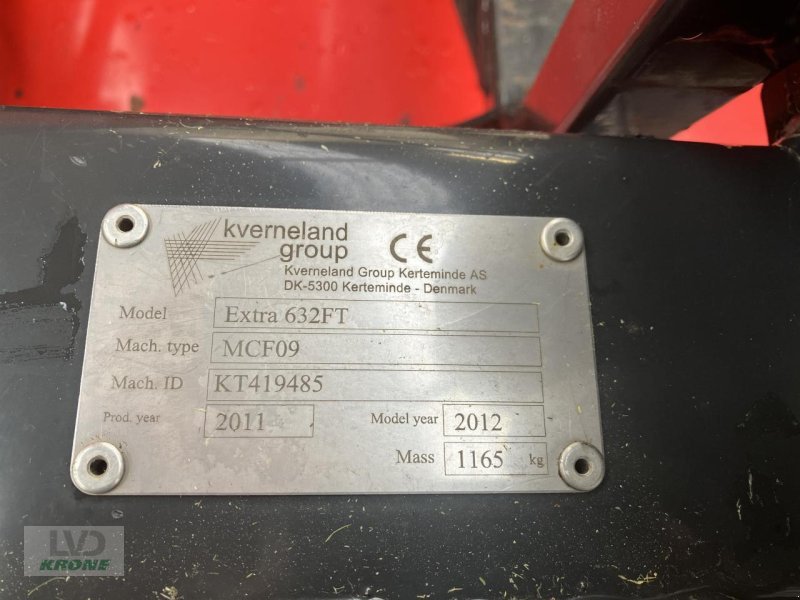 kverneland
group
CE
Kverneland Group Kerteminde AS
DK-5300 Kerteminde - Denmark
Model Extra 632FT
Mach. type MCF09
Mach. ID KT419485
Prod. year 2011 Model year 2012
Mass 1165 kg
LVD
KRONE